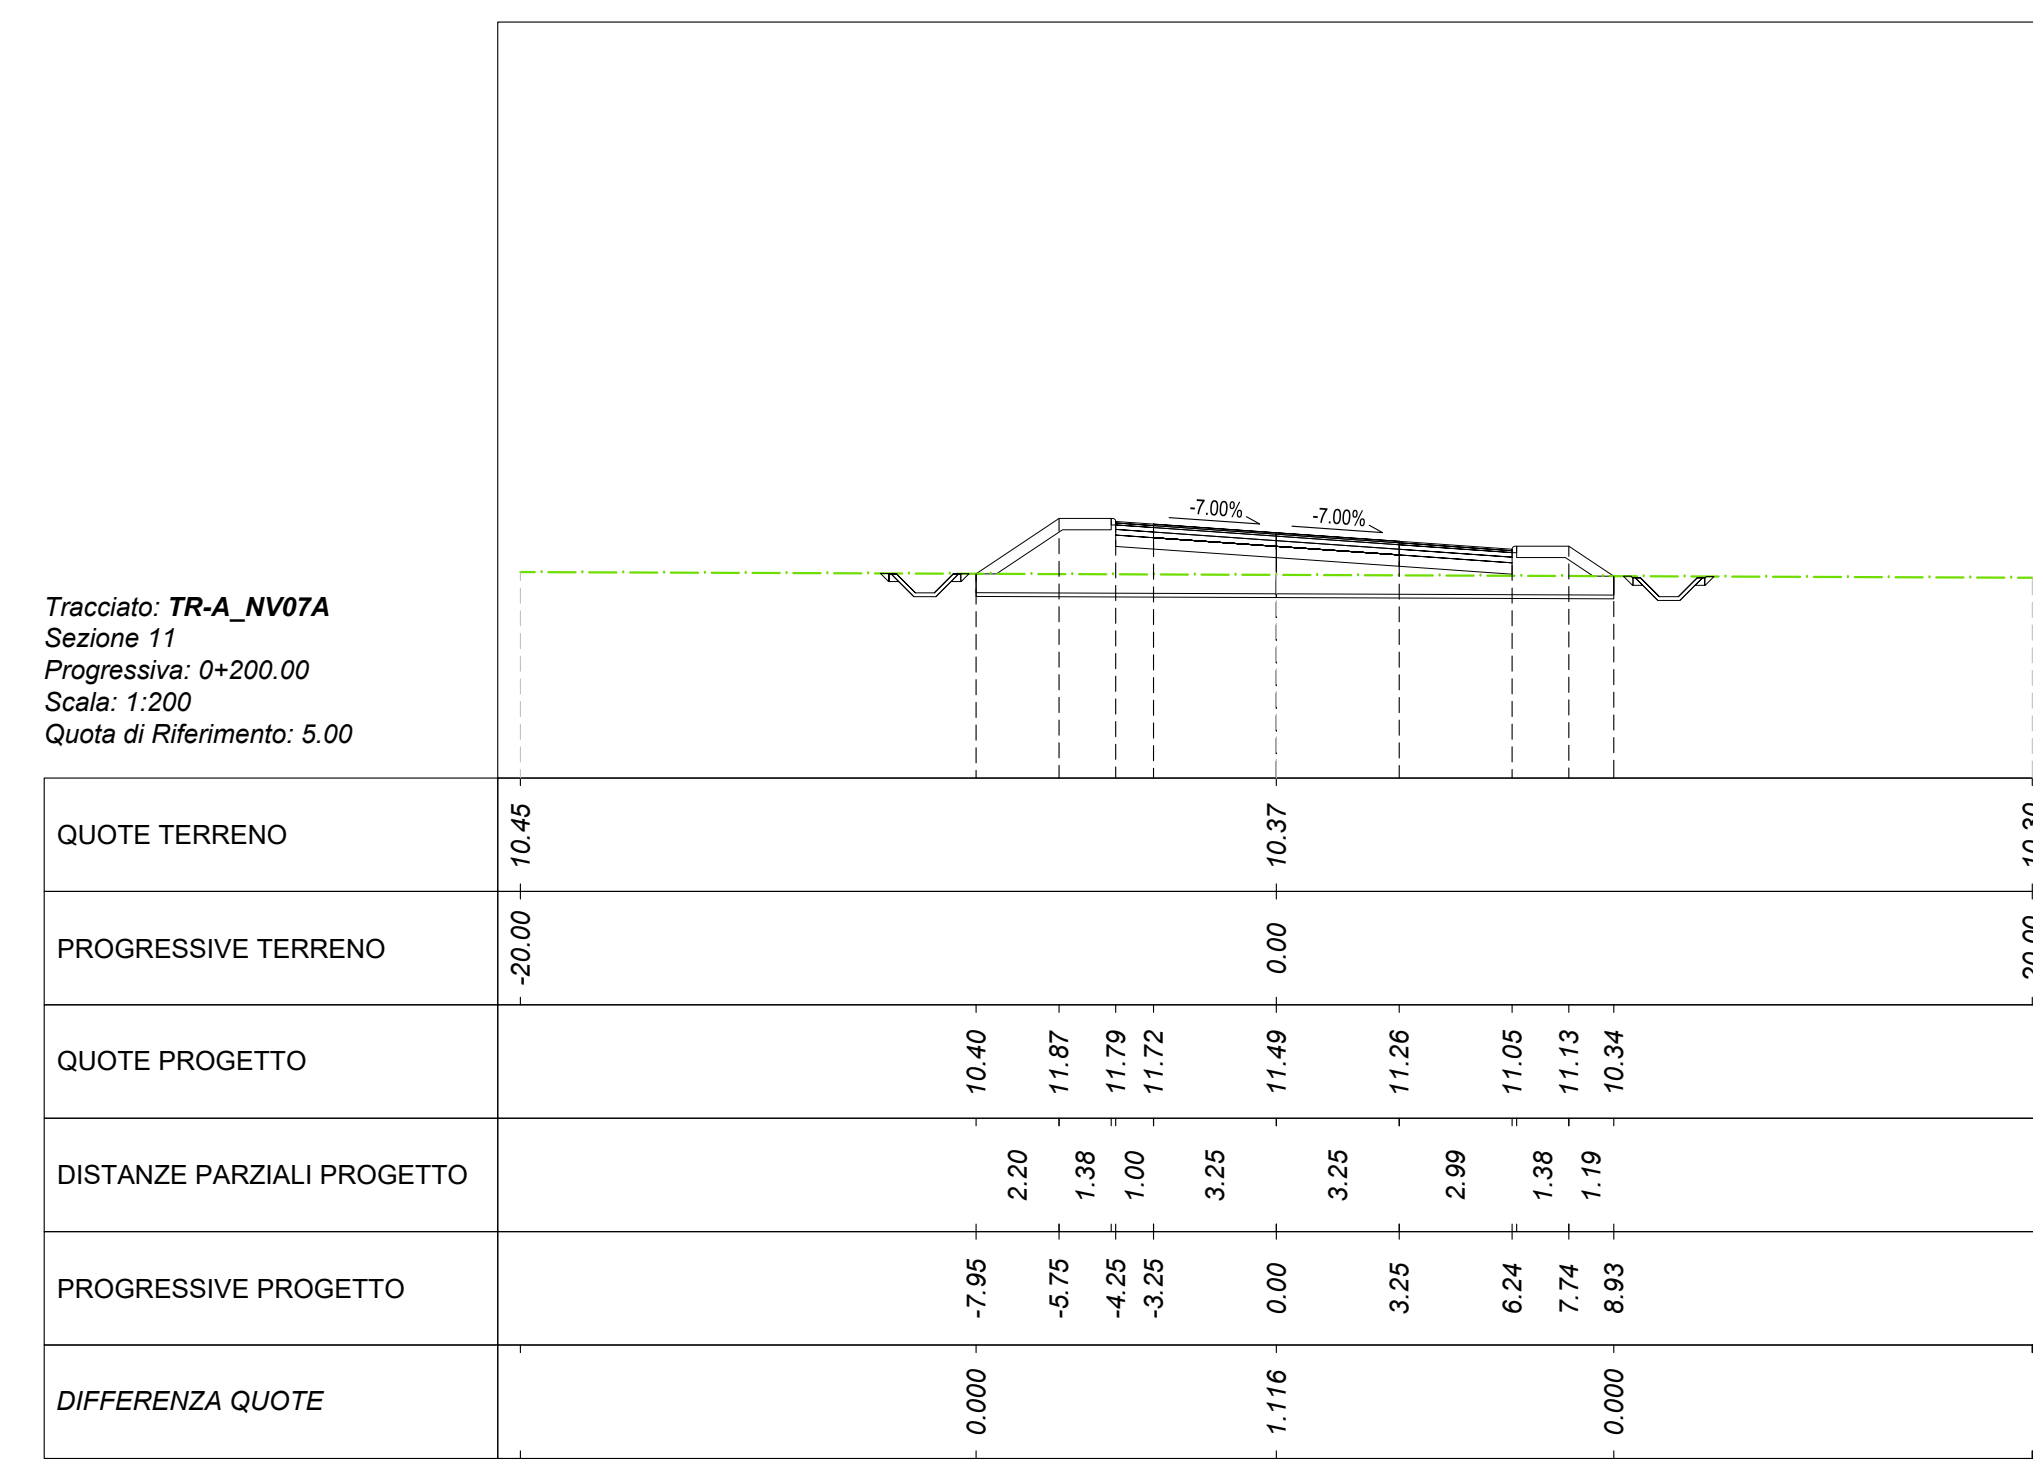 -7.00%
-7.00%
Tracciato: TR-A_NV07A
Sezione 11
Progressiva: 0+200.00
Scala: 1:200
Quota di Riferimento: 5.00
QUOTE TERRENO 10.45 10.37 10.30
PROGRESSIVE TERRENO -20.00 0.00 20.00
QUOTE PROGETTO 10.40 11.87 11.79 11.72 11.49 11.26 11.05 11.13 10.34
DISTANZE PARZIALI PROGETTO 2.20 1.38 1.00 3.25 3.25 2.99 1.38 1.19
PROGRESSIVE PROGETTO -7.95 -5.75 -4.25 -3.25 0.00 3.25 6.24 7.74 8.93
DIFFERENZA QUOTE 0.000 1.116 0.000